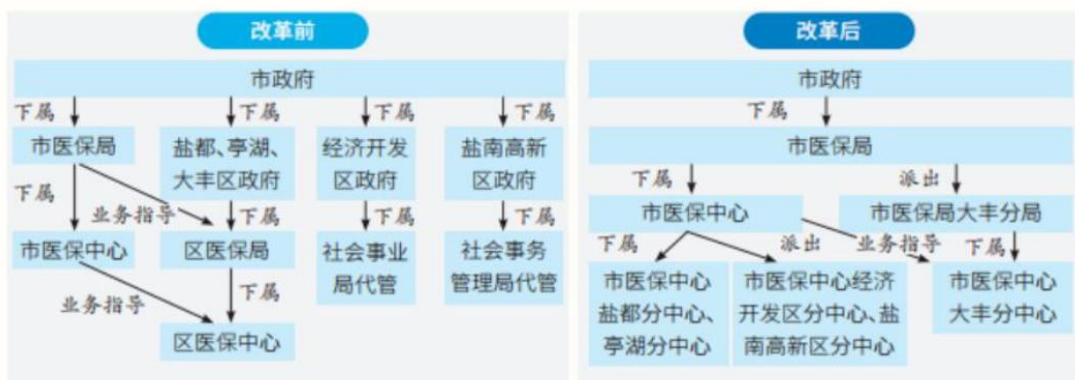 改革前
市政府
下属
下属
下属
下属
市医保局
盐都、亭湖、
大丰区政府
经济开发
区政府
盐南高新
区政府
下属
业务指导
下属
下属
下属
市医保中心
区医保局
社会事业
局代管
社会事务
管理局代管
业务指导
下属
区医保中心
改革后
市政府
下属
市医保局
下属
派出
市医保中心
市医保局大丰分局
下属
派出
业务指导
下属
市医保中心
盐都分中心、
亭湖分中心
市医保中心经济
开发区分中心、盐
南高新区分中心
市医保中心
大丰分中心